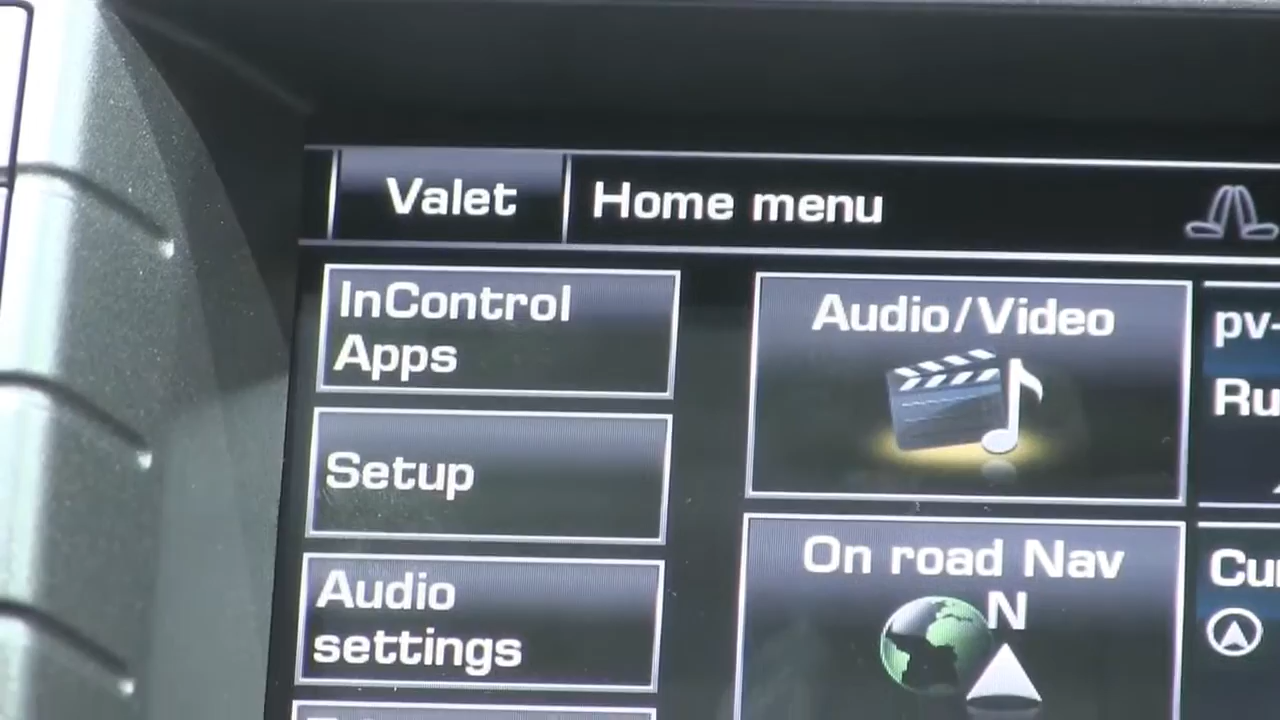 Valet
Home menu
InControl
Apps
Setup
Audio
settings
Audio/Video
On road Nav
N
pv-
Ru
Cu